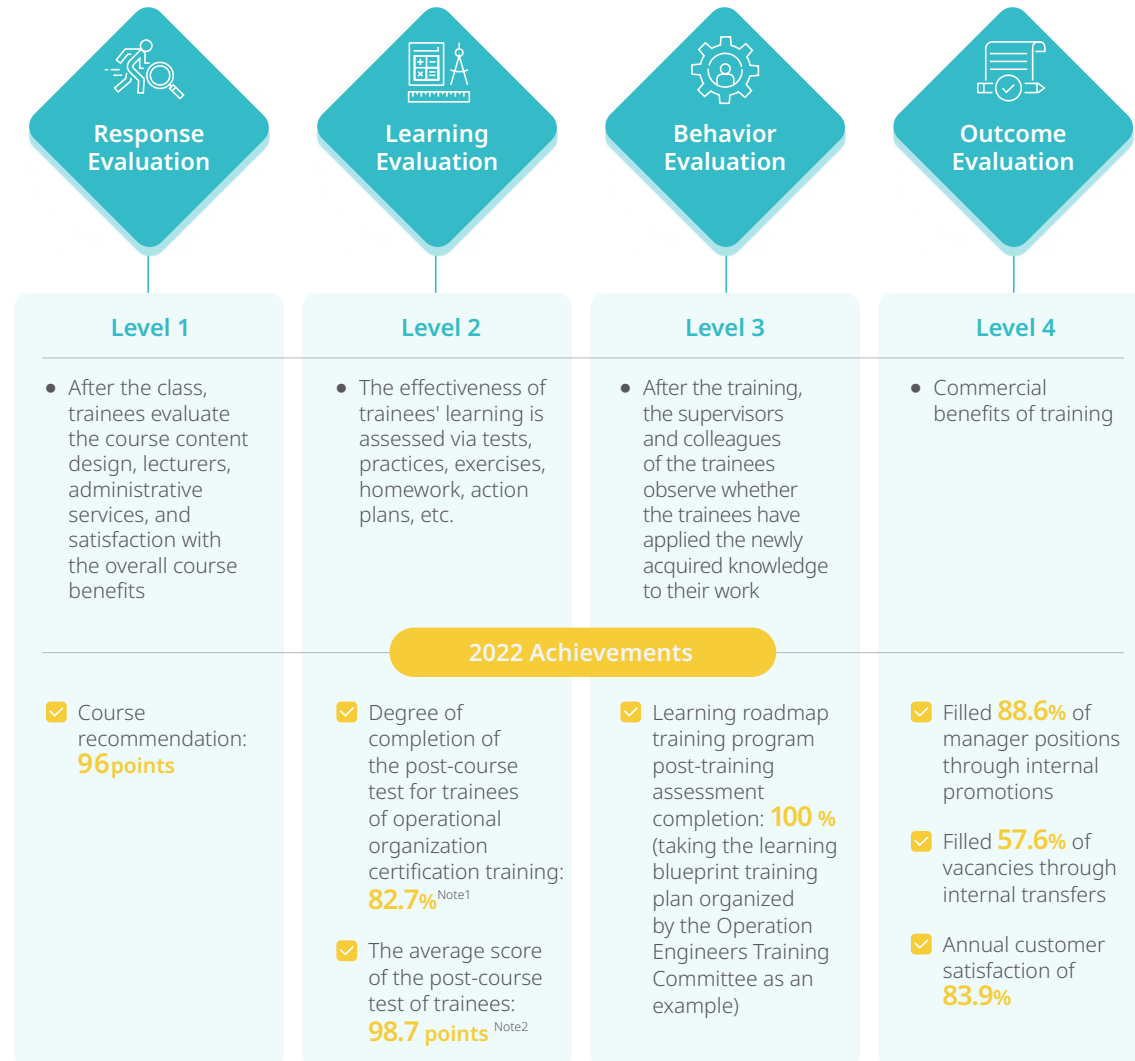 Response
Evaluation
Learning
Evaluation
Behavior
Evaluation
Outcome
Evaluation
Level 1
After the class,
trainees evaluate
the course content
design, lecturers,
administrative
services, and
satisfaction with
the overall course
benefits
Level 2
The effectiveness of
trainees' learning is
assessed via tests,
practices, exercises,
homework, action
plans, etc.
Level 3
After the training,
the supervisors
and colleagues
of the trainees
observe whether
the trainees have
applied the newly
acquired knowledge
to their work
Level 4
Commercial
benefits of training
2022 Achievements
Course
recommendation:
96 points
Degree of
completion of
the post-course
test for trainees
of operational
organization
certification training:
82.7% Note1
The average score
of the post-course
test of trainees:
98.7 points Note2
Learning roadmap
training program
post-training
assessment
completion: 100 %
(taking the learning
blueprint training
plan organized
by the Operation
Engineers Training
Committee as an
example)
Filled 88.6% of
manager positions
through internal
promotions
Filled 57.6% of
vacancies through
internal transfers
Annual customer
satisfaction of
83.9%